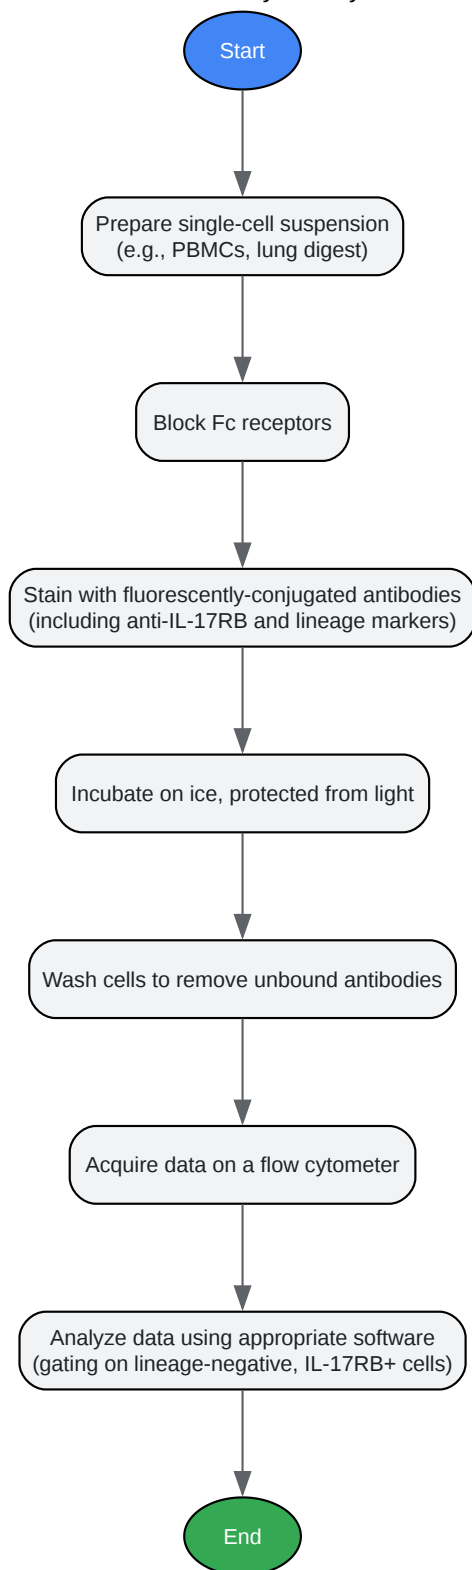 Start
Prepare single-cell suspension
(e.g., PBMCs, lung digest)
Block Fc receptors
Stain with fluorescently-conjugated antibodies
(including anti-IL-17RB and lineage markers)
Incubate on ice, protected from light
Wash cells to remove unbound antibodies
Acquire data on a flow cytometer
Analyze data using appropriate software
(gating on lineage-negative, IL-17RB+ cells)
End